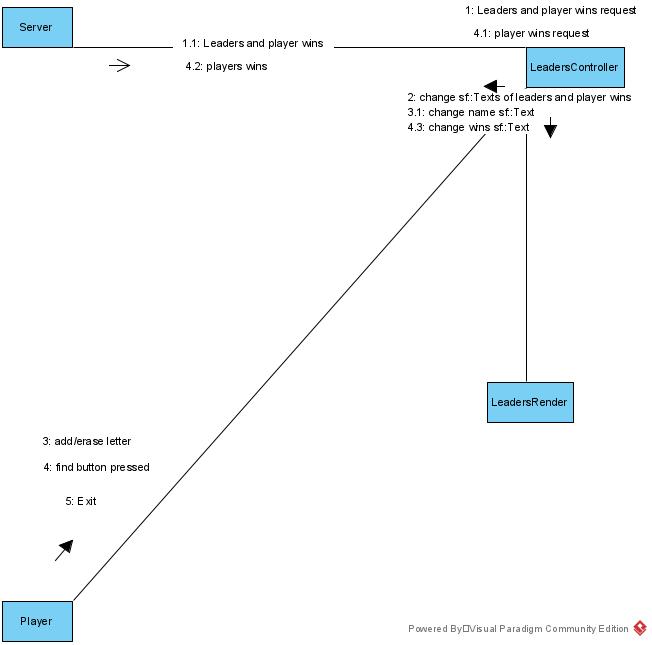 1: Leaders and player wins request
Server
4.1: player wins request
1.1: Leaders and player wins
4.2: players wins
LeadersController
2: change sf::Texts of leaders and player wins
3.1: change name sf::Text
4.3: change wins sf::Text
LeadersRender
3: add/erase letter
4: find button pressed
5: Exit
Player
Powered By□Visual Paradigm Community Edition